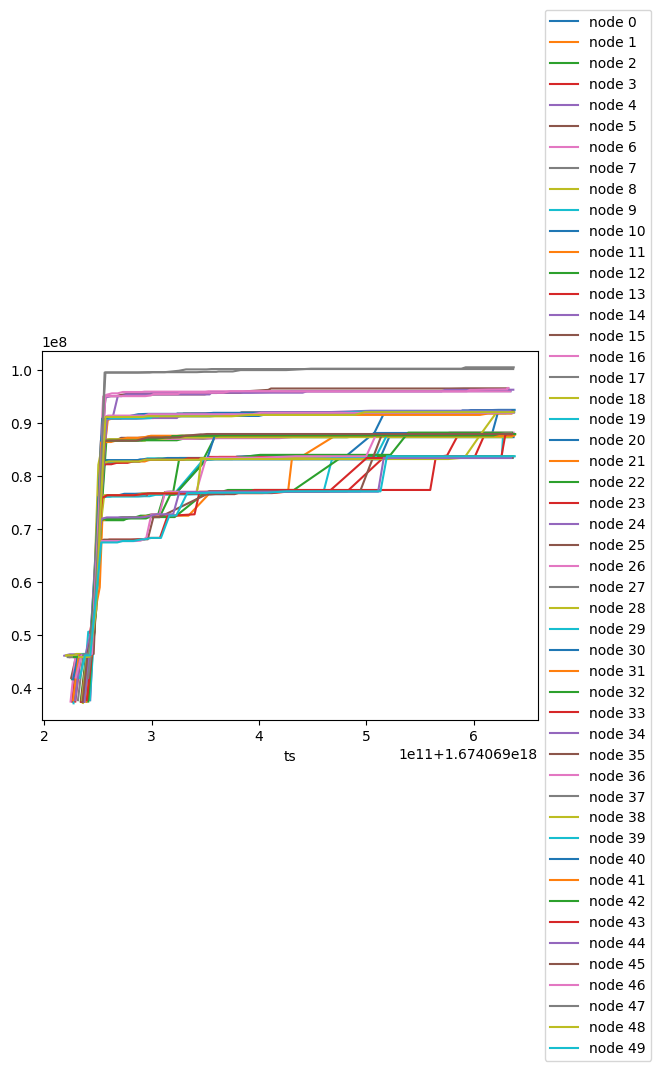 1e8
1.0
0.9
0.8
0.7
0.6
0.5
0.4
2 3 4 5 6
1e11+1.674069e18
ts
node 0
node 1
node 2
node 3
node 4
node 5
node 6
node 7
node 8
node 9
node 10
node 11
node 12
node 13
node 14
node 15
node 16
node 17
node 18
node 19
node 20
node 21
node 22
node 23
node 24
node 25
node 26
node 27
node 28
node 29
node 30
node 31
node 32
node 33
node 34
node 35
node 36
node 37
node 38
node 39
node 40
node 41
node 42
node 43
node 44
node 45
node 46
node 47
node 48
node 49